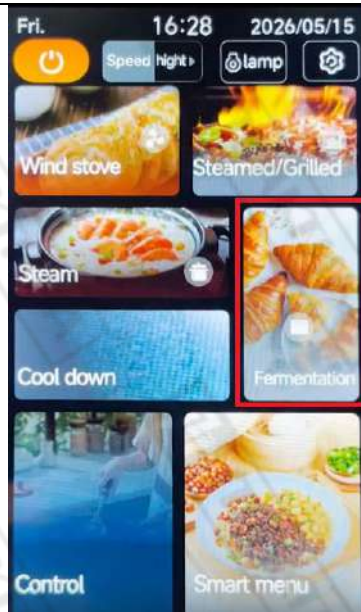 Fri. 16:28 2026/05/15
Speed hight lamp
Wind stove Steamed/Grilled
Steam
Cool down Fermentation
Control Smart menu